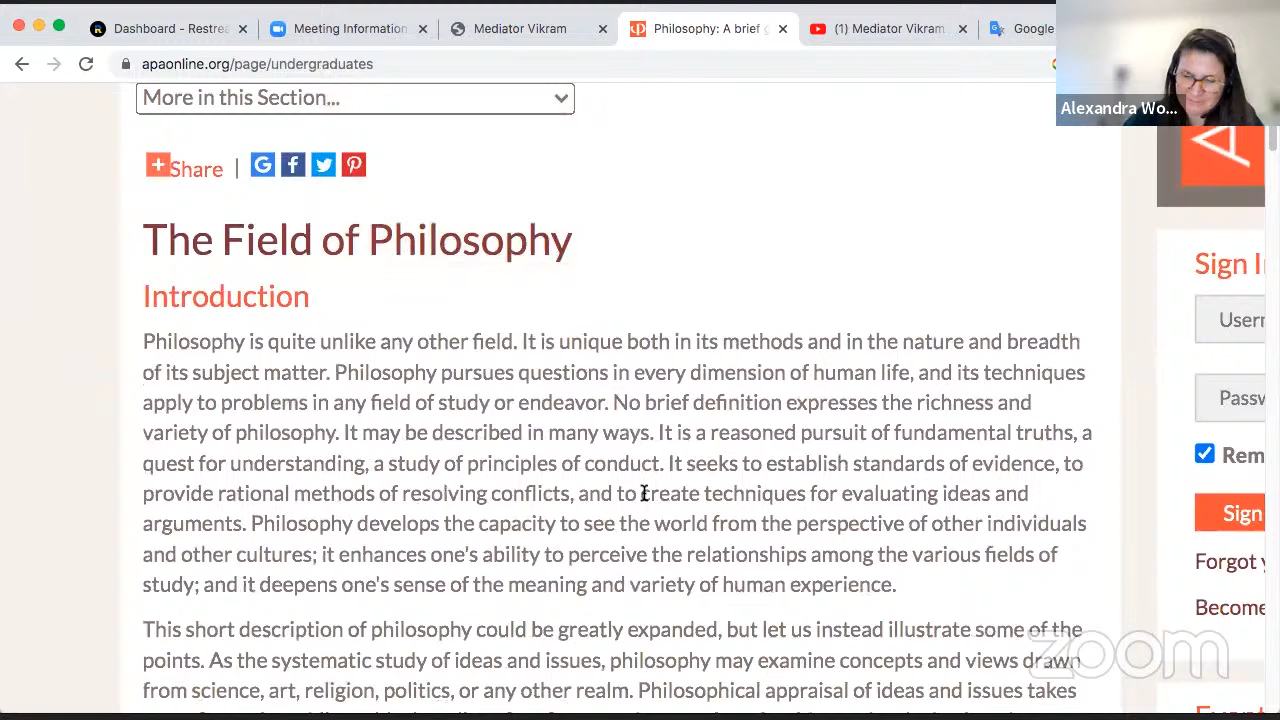 Dashboard - Restrea
Meeting Information
Mediator Vikram
Philosophy: A brief g
(1) Mediator Vikram
Google
apaonline.org/page/undergraduates
Alexandra Wo...
More in this Section...
Share |
The Field of Philosophy
Introduction
Philosophy is quite unlike any other field. It is unique both in its methods and in the nature and breadth
of its subject matter. Philosophy pursues questions in every dimension of human life, and its techniques
apply to problems in any field of study or endeavor. No brief definition expresses the richness and
variety of philosophy. It may be described in many ways. It is a reasoned pursuit of fundamental truths, a
quest for understanding, a study of principles of conduct. It seeks to establish standards of evidence, to
provide rational methods of resolving conflicts, and to create techniques for evaluating ideas and
arguments. Philosophy develops the capacity to see the world from the perspective of other individuals
and other cultures; it enhances one's ability to perceive the relationships among the various fields of
study; and it deepens one's sense of the meaning and variety of human experience.
This short description of philosophy could be greatly expanded, but let us instead illustrate some of the
points. As the systematic study of ideas and issues, philosophy may examine concepts and views drawn
from science, art, religion, politics, or any other realm. Philosophical appraisal of ideas and issues takes
Sign I
Usern
Passw
Rem
Sign
Forgot y
Become
zoom